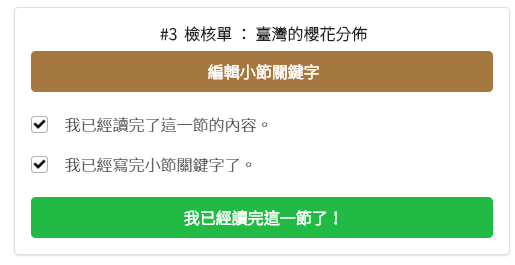 #3 檢核單 : 臺灣的櫻花分佈
編輯小節關鍵字
我已經讀完了這一節的內容。
我已經寫完小節關鍵字了。
我已經讀完這一節了！